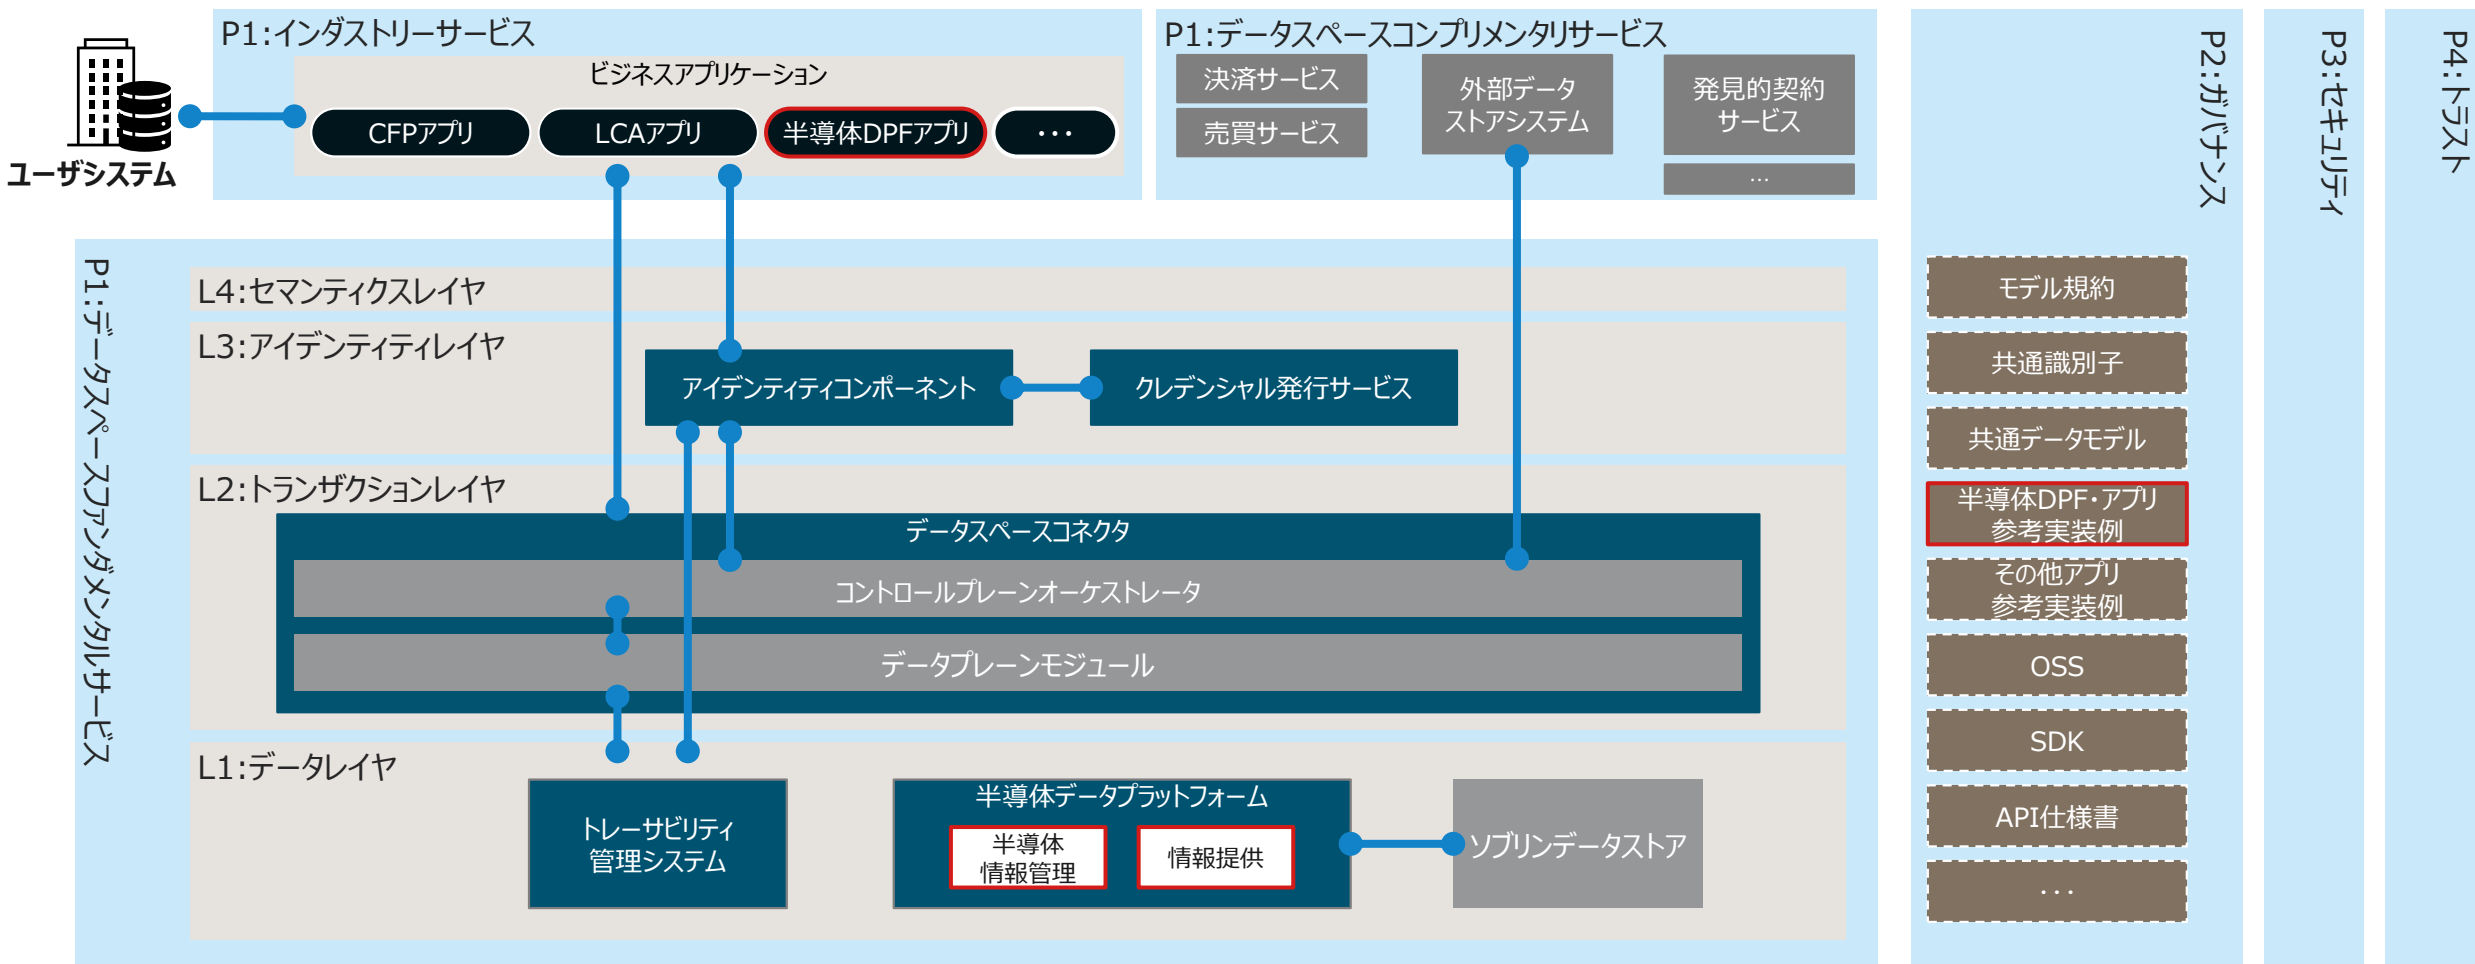 ユーザシステム
P1:インダストリーサービス
ビジネスアプリケーション
CFPアプリ
LCAアプリ
半導体DPFアプリ
・・・
P1:データスペースコンプリメンタリサービス
決済サービス
売買サービス
外部データ
ストアシステム
発見的契約
サービス
…
P1:データスペースファンダメンタルサービス
L4:セマンティクスレイヤ
L3:アイデンティティレイヤ
アイデンティティコンポーネント
クレデンシャル発行サービス
L2:トランザクションレイヤ
データスペースコネクタ
コントロールプレーンオーケストレータ
データプレーンモジュール
L1:データレイヤ
トレーサビリティ
管理システム
半導体データプラットフォーム
半導体
情報管理
情報提供
ソブリンデータストア
P2:ガバナンス
モデル規約
共通識別子
共通データモデル
半導体DPF・アプリ
参考実装例
その他アプリ
参考実装例
OSS
SDK
API仕様書
・・・
P3:セキュリティ
P4:トラスト